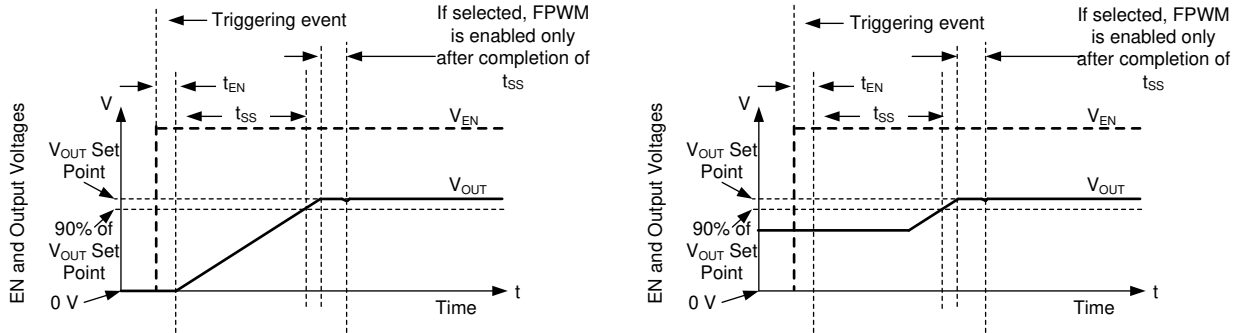 Triggering event
If selected, FPWM
is enabled only
after completion of
tSS
tEN
V
tSS
VEN
EN and Output Voltages
VOUT Set
Point
VOUT
90% of
VOUT Set
Point
0 V
t
Time
Triggering event
If selected, FPWM
is enabled only
after completion of
tSS
tEN
V
tSS
VEN
EN and Output Voltages
VOUT Set
Point
VOUT
90% of
VOUT Set
Point
0 V
t
Time